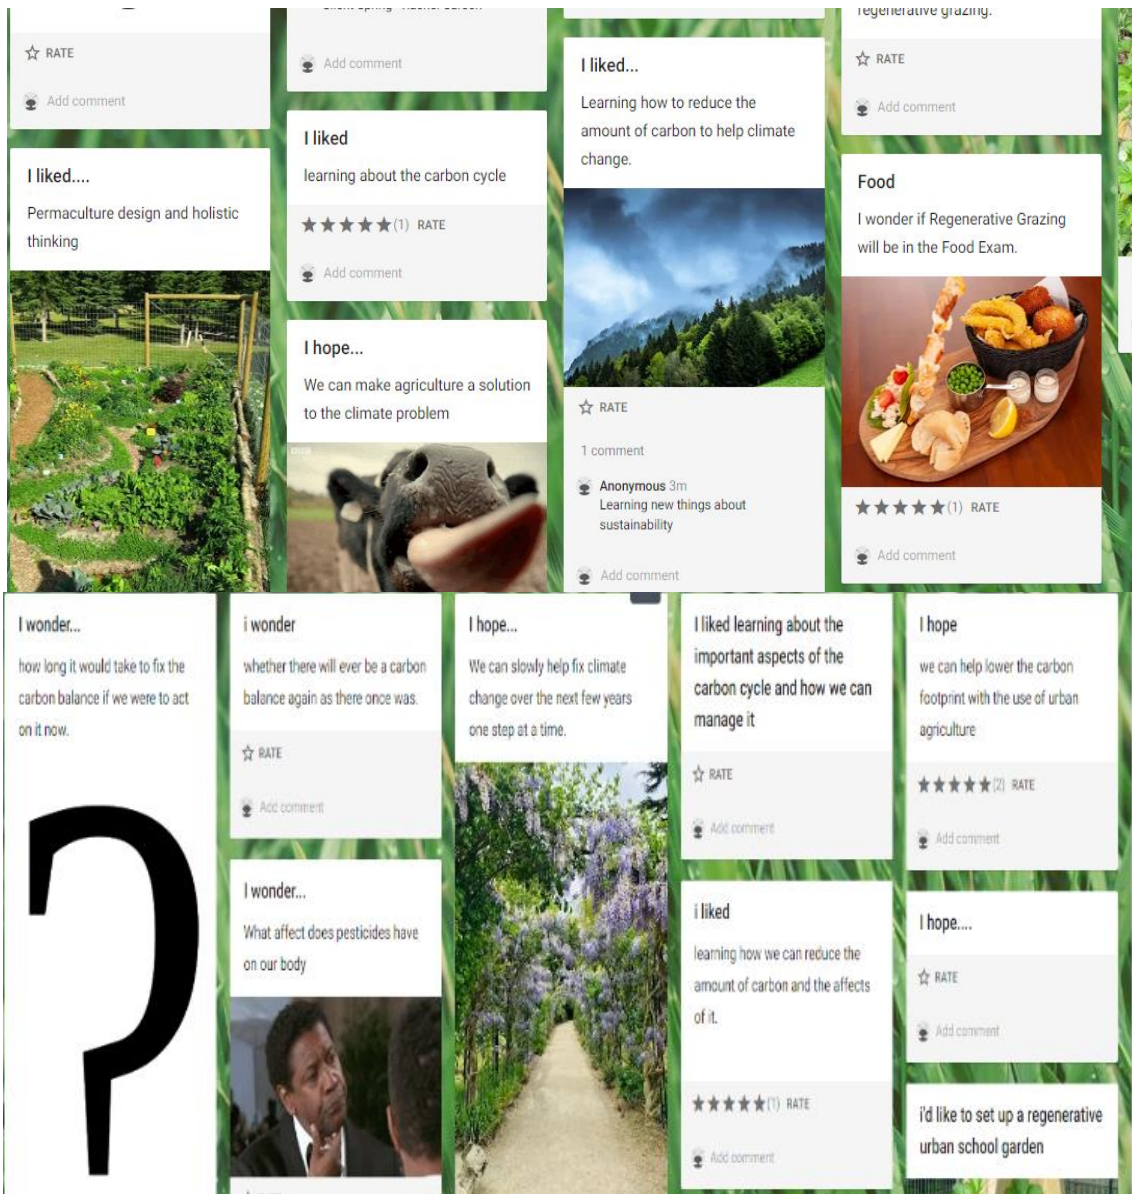 RATE
Add comment
I liked....
Permaculture design and holistic
thinking
Add comment
I liked
learning about the carbon cycle
(1) RATE
Add comment
I hope...
We can make agriculture a solution
to the climate problem
I liked...
Learning how to reduce the
amount of carbon to help climate
change.
RATE
1 comment
Anonymous 3m
Learning new things about
sustainability
Add comment
regenerative grazing.
RATE
Add comment
Food
I wonder if Regenerative Grazing
will be in the Food Exam.
(1) RATE
Add comment
I wonder...
how long it would take to fix the
carbon balance if we were to act
on it now.
?
i wonder
whether there will ever be a carbon
balance again as there once was.
RATE
Add comment
I wonder...
What affect does pesticides have
on our body
I hope...
We can slowly help fix climate
change over the next few years
one step at a time.
I liked learning about the
important aspects of the
carbon cycle and how we can
manage it
RATE
Add comment
i liked
learning how we can reduce the
amount of carbon and the affects
of it.
(1) RATE
Add comment
I hope
we can help lower the carbon
footprint with the use of urban
agriculture
(2) RATE
Add comment
I hope....
RATE
Add comment
i'd like to set up a regenerative
urban school garden